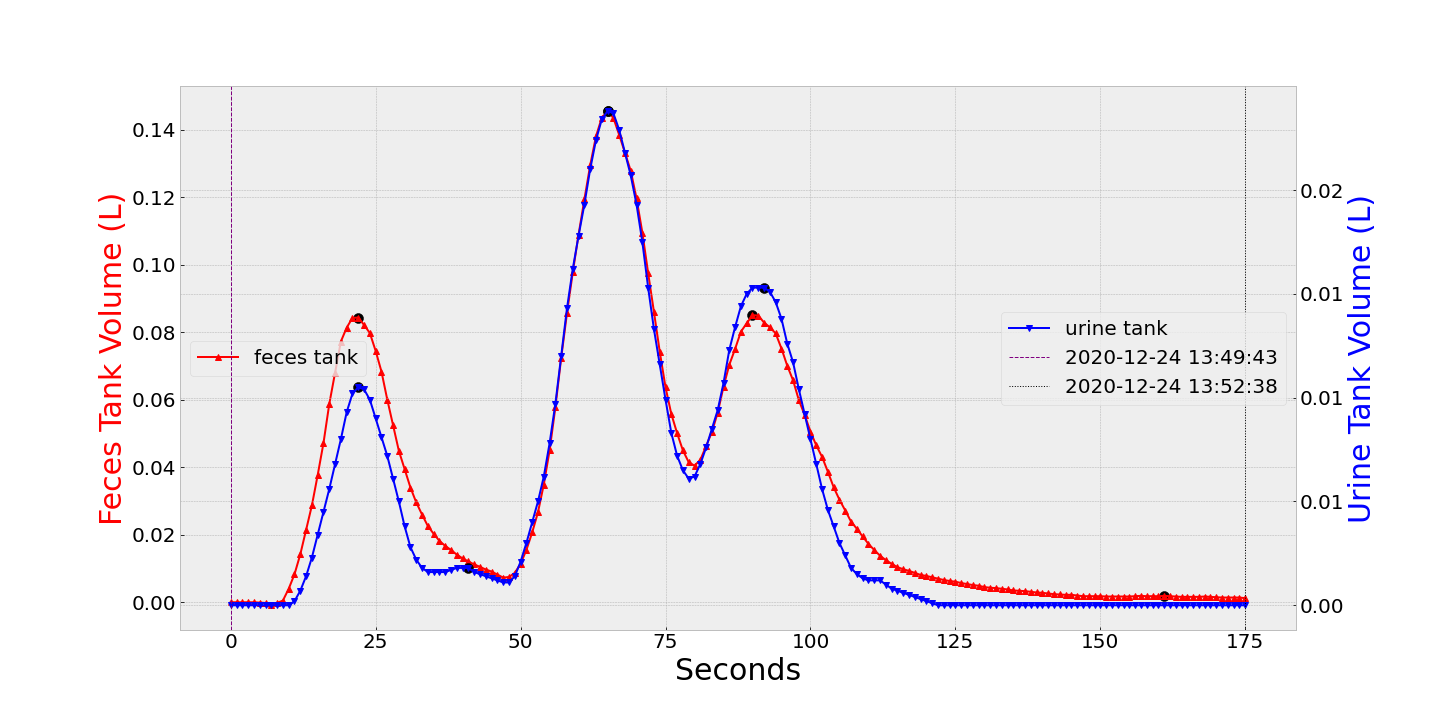 0.14
0.12
0.10
0.08
0.06
0.04
0.02
0.00
Feces Tank Volume (L)
feces tank
urine tank
2020-12-24 13:49:43
2020-12-24 13:52:38
0.02
0.01
0.01
0.01
0.00
Urine Tank Volume (L)
0 25 50 75 100 125 150 175
Seconds